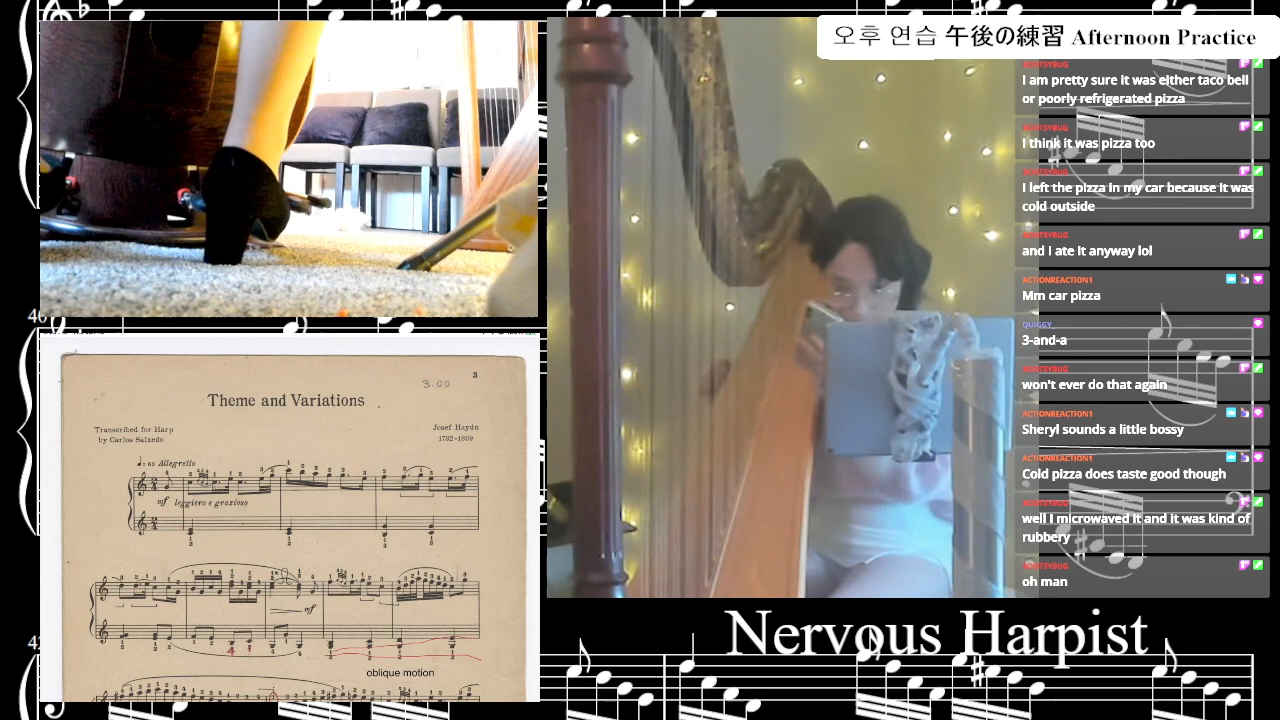 오후 연습 午後の練習 Afternoon Practice
I am pretty sure it was either taco bell
or poorly refrigerated pizza
I think it was pizza too
I left the pizza in my car because it was
cold outside
and I ate it anyway lol
ACTIONREACTION1
Mm car pizza
QUIGGY
3-and-a
won't ever do that again
ACTIONREACTION1
Sheryl sounds a little bossy
ACTIONREACTION1
Cold pizza does taste good though
well I microwaved it and it was kind of
rubbery
oh man
3.00
3
Theme and Variations
Transcribed for Harp
by Carlos Salzedo
Josef Haydn
1732-1809
♩= 69 Allegretto
mf leggiero e grazioso
mf
oblique motion
Nervous Harpist